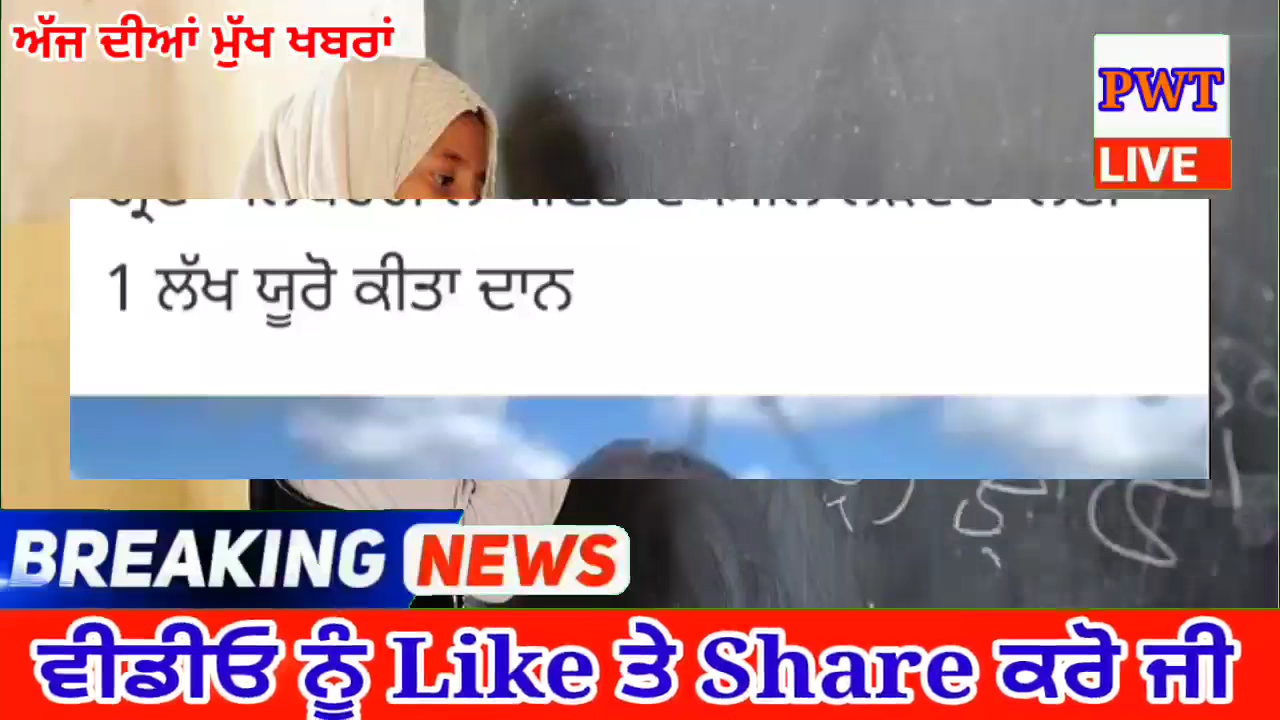 ਅੱਜ ਦੀਆਂ ਮੁੱਖ ਖਬਰਾਂ
PWT
LIVE
1 ਲੱਖ ਯੂਰੋ ਕੀਤਾ ਦਾਨ
BREAKING NEWS
ਵੀਡੀਓ ਨੂੰ Like ਤੇ Share ਕਰੋ ਜੀ